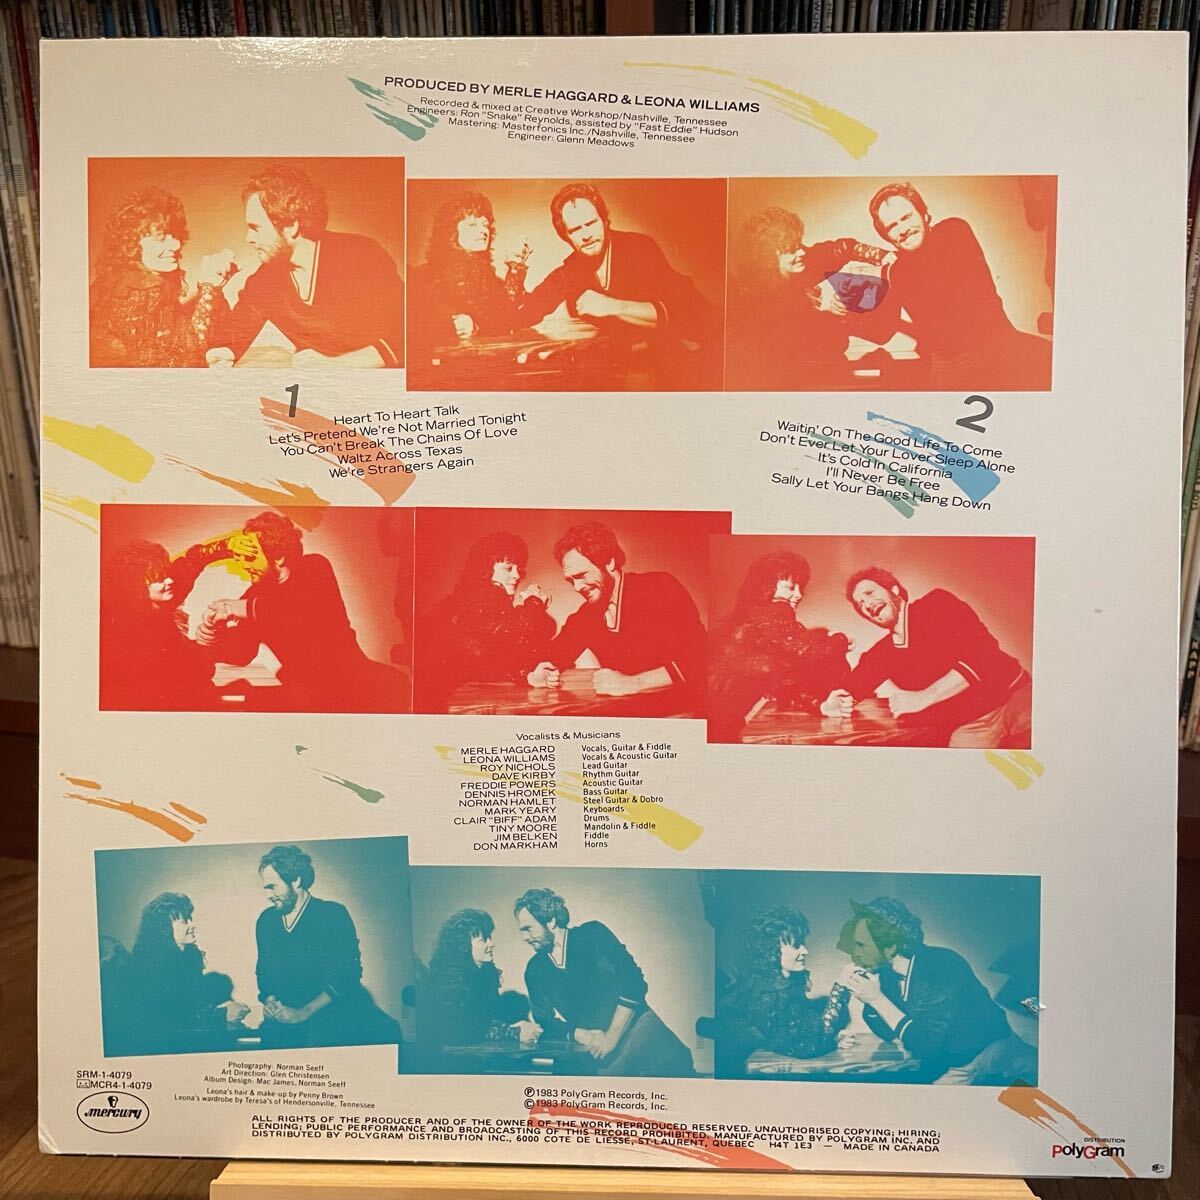 PRODUCED BY MERLE HAGGARD & LEONA WILLIAMS
Recorded & mixed at Creative Workshop/Nashville, Tennessee
Engineers: Ron "Snake" Reynolds, assisted by "Fast Eddie" Hudson
Mastering: Masterfonics Inc./Nashville, Tennessee
Engineer: Glenn Meadows
1
Heart To Heart Talk
Let's Pretend We're Not Married Tonight
You Can't Break The Chains Of Love
Waltz Across Texas
We're Strangers Again
2
Waitin' On The Good Life To Come
Don't Ever Let Your Lover Sleep Alone
It's Cold In California
I'll Never Be Free
Sally Let Your Bangs Hang Down
Vocalists & Musicians
MERLE HAGGARD Vocals, Guitar & Fiddle
LEONA WILLIAMS Vocals & Acoustic Guitar
ROY NICHOLS Lead Guitar
DAVE KIRBY Rhythm Guitar
FREDDIE POWERS Acoustic Guitar
DENNIS HROMEK Bass Guitar
NORMAN HAMLET Steel Guitar & Dobro
MARK YEARY Keyboards
CLAIR "BIFF" ADAM Drums
TINY MOORE Mandolin & Fiddle
JIM BELKEN Fiddle
DON MARKHAM Horns
SRM-1-4079
MCR4-1-4079
mercury
Photography: Norman Seeff
Art Direction: Glen Christensen
Album Design: Mac James, Norman Seeff
Leona's hair & make-up by Penny Brown
Leona's wardrobe by Teresa's of Hendersonville, Tennessee
Ⓟ1983 PolyGram Records, Inc.
©1983 PolyGram Records, Inc.
ALL RIGHTS OF THE PRODUCER AND OF THE OWNER OF THE WORK REPRODUCED RESERVED. UNAUTHORISED COPYING; HIRING;
LENDING; PUBLIC PERFORMANCE AND BROADCASTING OF THIS RECORD PROHIBITED. MANUFACTURED BY POLYGRAM INC. AND
DISTRIBUTED BY POLYGRAM DISTRIBUTION INC., 6000 COTE DE LIESSE, ST-LAURENT, QUEBEC H4T 1E3 — MADE IN CANADA
DISTRIBUTION
PolyGram